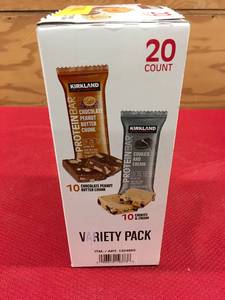 20
COUNT
KIRKLAND
PROTEIN BAR
CHOCOLATE
PEANUT
BUTTER
CHUNK
KIRKLAND
PROTEIN BAR
COOKIES
AND CREAM
10 CHOCOLATE PEANUT
BUTTER CHUNK
10 COOKIES
& CREAM
VARIETY PACK